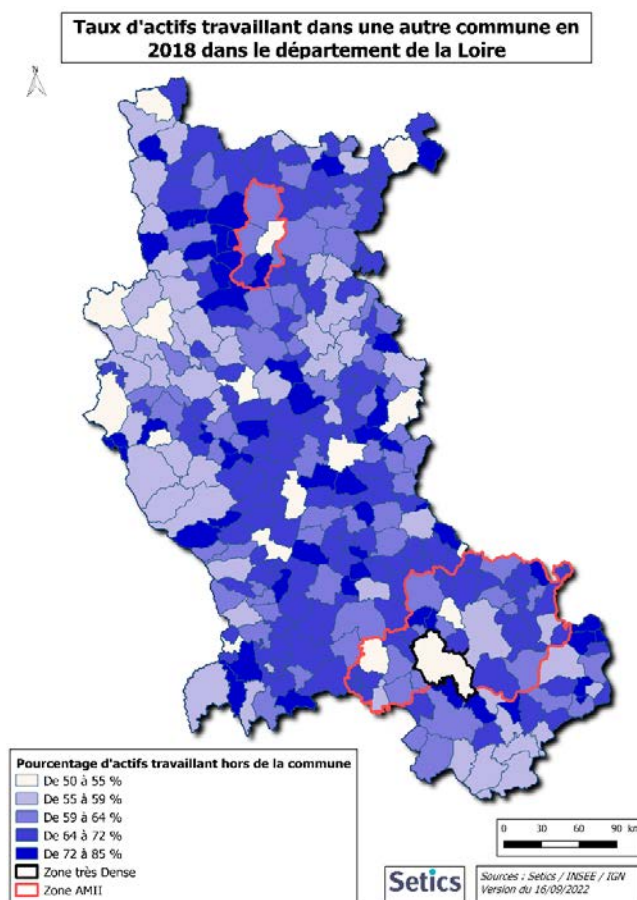 Taux d'actifs travaillant dans une autre commune en
2018 dans le département de la Loire
N
Pourcentage d'actifs travaillant hors de la commune
De 50 à 55 %
De 55 à 59 %
De 59 à 64 %
De 64 à 72 %
De 72 à 85 %
Zone très Dense
Zone AMII
0 30 60 90 km
Setics
Sources : Setics / INSEE / IGN
Version du 16/09/2022